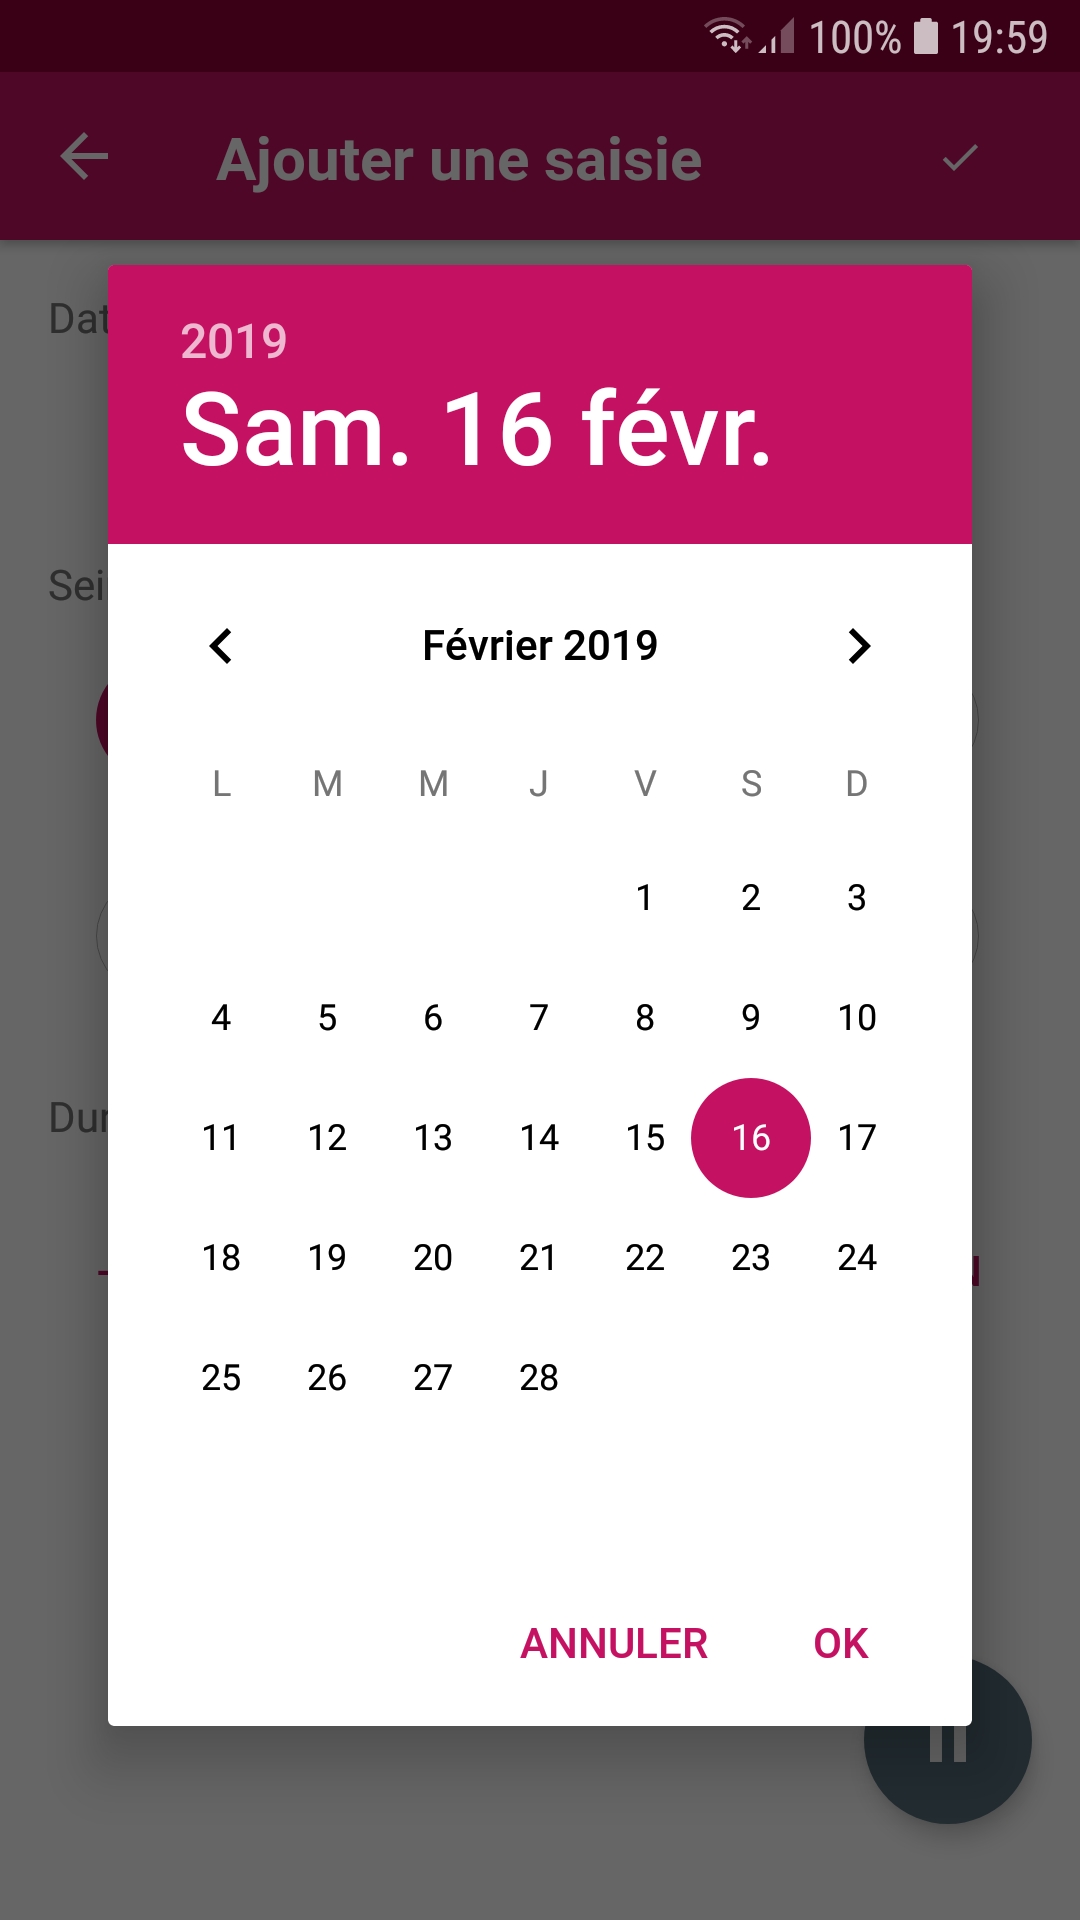 100% 19:59
Ajouter une saisie
Dat
2019
Sam. 16 févr.
Sei
Février 2019
L M M J V S D
1 2 3
4 5 6 7 8 9 10
11 12 13 14 15 16 17
Dur
18 19 20 21 22 23 24
25 26 27 28
ANNULER OK